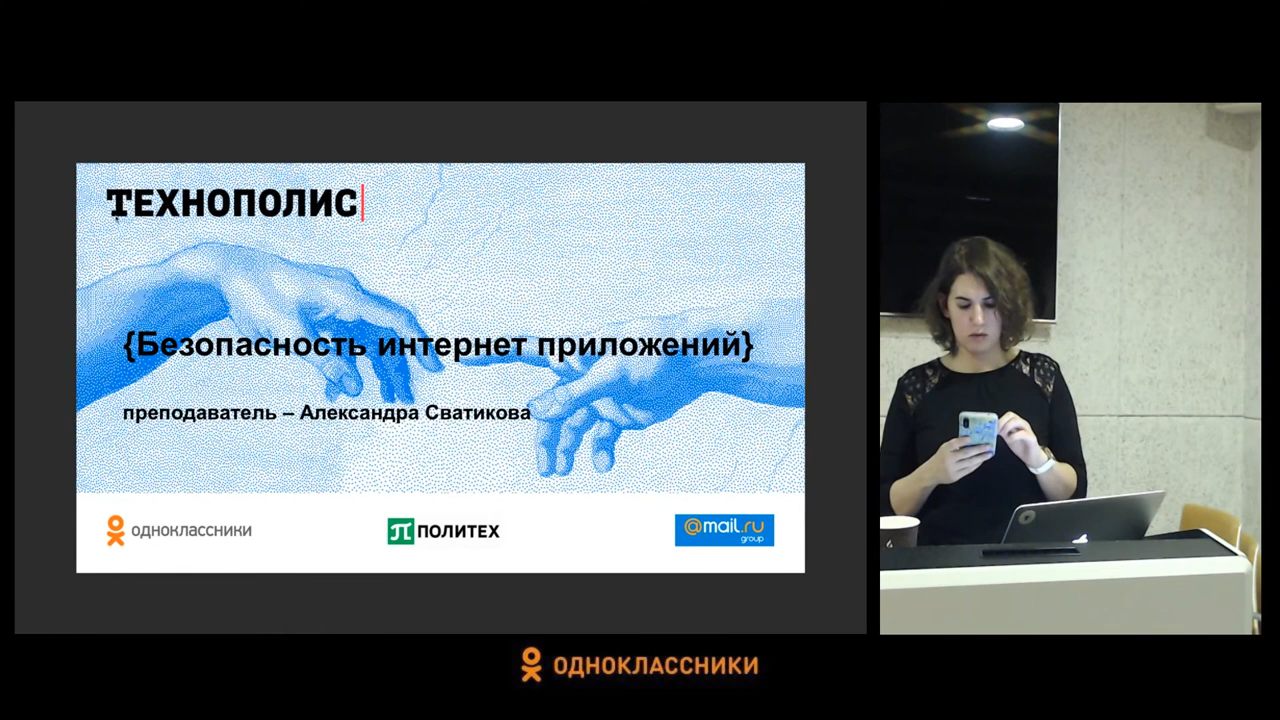 ТЕХНОПОЛИС
{Безопасность интернет приложений}
преподаватель – Александра Сватикова
одноклассники
ПОЛИТЕХ
@mail.ru
group
ОДНОКЛАССНИКИ